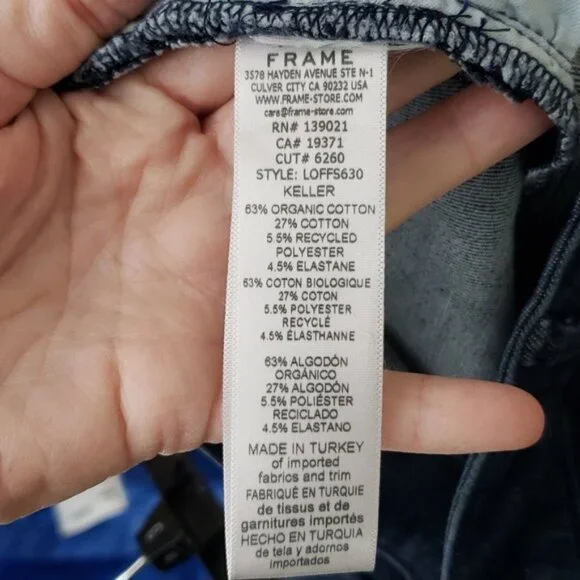 FRAME
3578 HAYDEN AVENUE STE N-1
CULVER CITY CA 90232 USA
WWW.FRAME-STORE.COM
care@frame-store.com
RN# 139021
CA# 19371
CUT# 6260
STYLE: LOFFS630
KELLER
63% ORGANIC COTTON
27% COTTON
5.5% RECYCLED
POLYESTER
4.5% ELASTANE
63% COTON BIOLOGIQUE
27% COTON
5.5% POLYESTER
RECYCLÉ
4.5% ÉLASTHANNE
63% ALGODÓN
ORGÁNICO
27% ALGODÓN
5.5% POLIÉSTER
RECICLADO
4.5% ELASTANO
MADE IN TURKEY
of imported
fabrics and trim
FABRIQUÉ EN TURQUIE
de tissus et de
garnitures importés
HECHO EN TURQUIA
de tela y adornos
importados